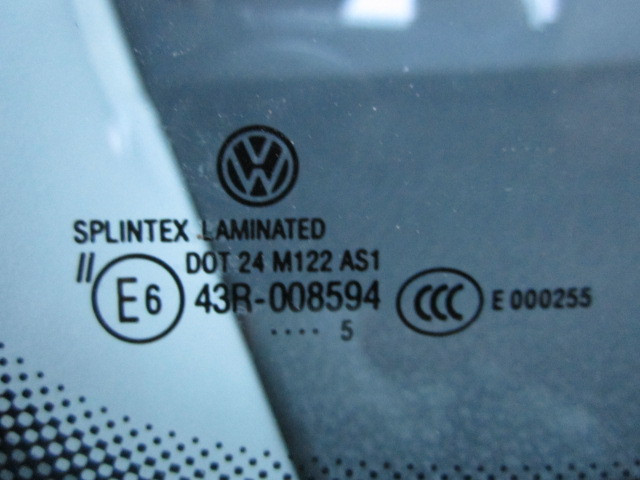 SPLINTEX LAMINATED
DOT 24 M122 AS1
// E6 43R-008594 CCC E 000255
.... 5